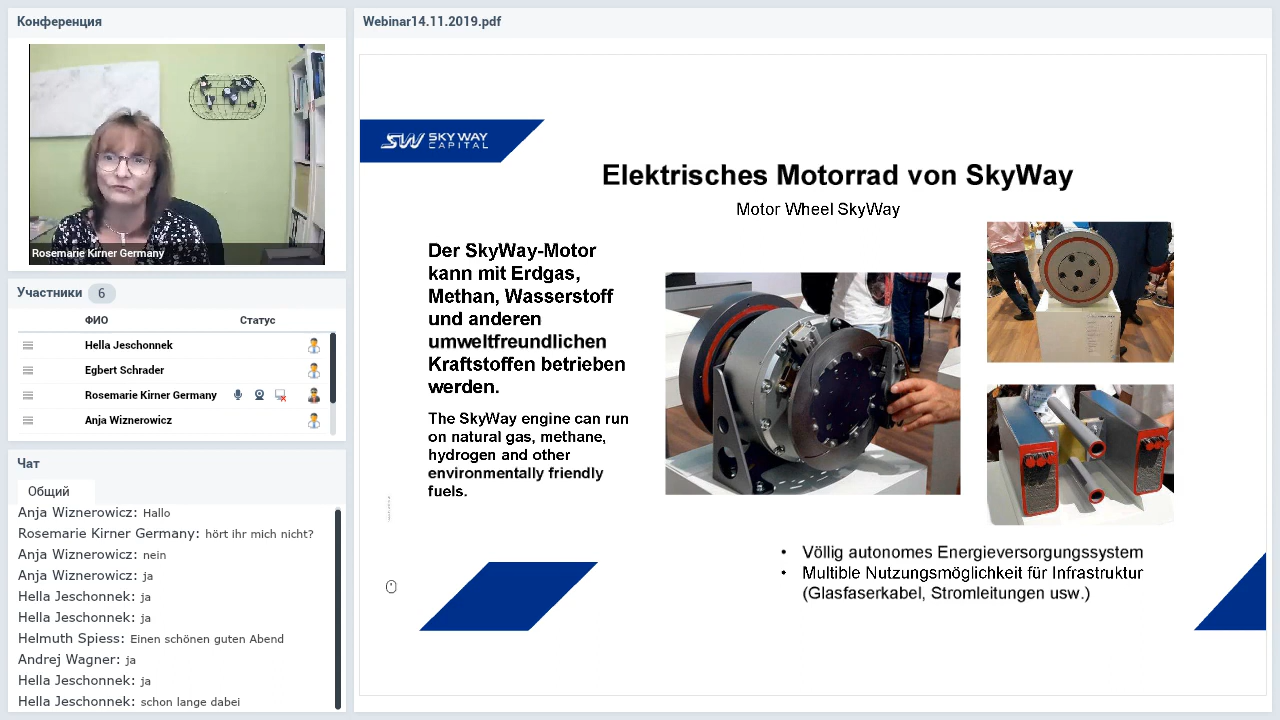 Конференция
Rosemarie Kirner Germany
Участники 6
ФИО Статус
Hella Jeschonnek
Egbert Schrader
Rosemarie Kirner Germany
Anja Wiznerowicz
Чат
Общий
Anja Wiznerowicz: Hallo
Rosemarie Kirner Germany: hört ihr mich nicht?
Anja Wiznerowicz: nein
Anja Wiznerowicz: ja
Hella Jeschonnek: ja
Hella Jeschonnek: ja
Helmuth Spiess: Einen schönen guten Abend
Andrej Wagner: ja
Hella Jeschonnek: ja
Hella Jeschonnek: schon lange dabei
Webinar14.11.2019.pdf
SW SKY WAY
CAPITAL
Elektrisches Motorrad von SkyWay
Motor Wheel SkyWay
Der SkyWay-Motor
kann mit Erdgas,
Methan, Wasserstoff
und anderen
umweltfreundlichen
Kraftstoffen betrieben
werden.
The SkyWay engine can run
on natural gas, methane,
hydrogen and other
environmentally friendly
fuels.
• Völlig autonomes Energieversorgungssystem
• Multible Nutzungsmöglichkeit für Infrastruktur
(Glasfaserkabel, Stromleitungen usw.)